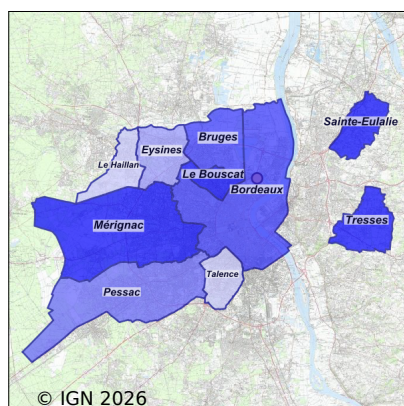 Sainte-Eulalie
Bruges
Eysines
Le Haillan
Le Bouscat
Bordeaux
Mérignac
Tresses
Talence
Pessac
© IGN 2026